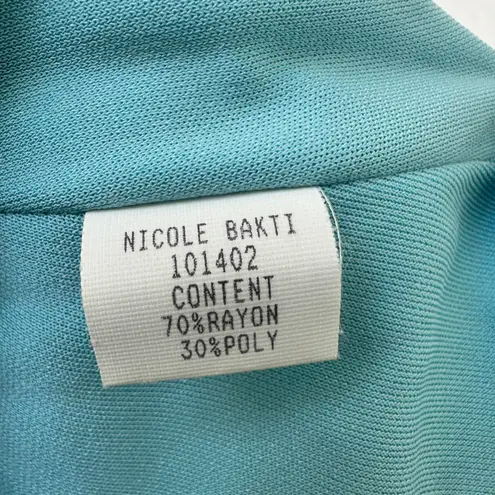 NICOLE BAKTI
101402
CONTENT
70%RAYON
30%POLY